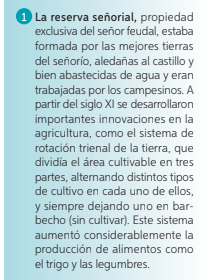 1 La reserva señorial, propiedad
exclusiva del señor feudal, estaba
formada por las mejores tierras
del señorío, aledañas al castillo y
bien abastecidas de agua y eran
trabajadas por los campesinos. A
partir del siglo XI se desarrollaron
importantes innovaciones en la
agricultura, como el sistema de
rotación trienal de la tierra, que
dividía el área cultivable en tres
partes, alternando distintos tipos
de cultivo en cada uno de ellos,
y siempre dejando uno en bar-
becho (sin cultivar). Este sistema
aumentó considerablemente la
producción de alimentos como
el trigo y las legumbres.